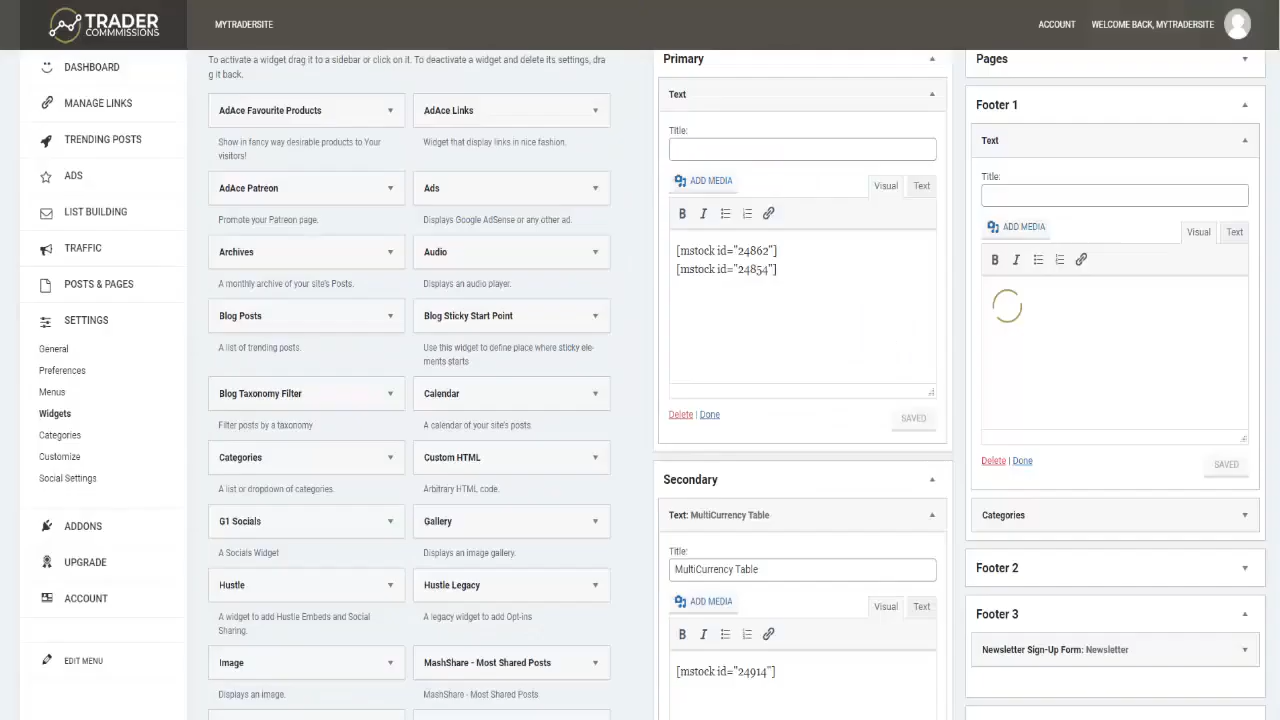 TRADER
COMMISSIONS
MYTRADERSITE
ACCOUNT
WELCOME BACK, MYTRADERSITE
DASHBOARD
MANAGE LINKS
TRENDING POSTS
ADS
LIST BUILDING
TRAFFIC
POSTS & PAGES
SETTINGS
General
Preferences
Menus
Widgets
Categories
Customize
Social Settings
ADDONS
UPGRADE
ACCOUNT
EDIT MENU
To activate a widget drag it to a sidebar or click on it. To deactivate a widget and delete its settings, dra
g it back.
AdAce Favourite Products
Show in fancy way desirable products to Your
visitors!
AdAce Links
Widget that display links in nice fashion.
AdAce Patreon
Promote your Patreon page.
Ads
Displays Google AdSense or any other ad.
Archives
A monthly archive of your site's Posts.
Audio
Displays an audio player.
Blog Posts
A list of trending posts.
Blog Sticky Start Point
Use this widget to define place where sticky ele-
ments starts
Blog Taxonomy Filter
Filter posts by a taxonomy
Calendar
A calendar of your site's posts.
Categories
A list or dropdown of categories.
Custom HTML
Arbitrary HTML code.
G1 Socials
A Socials Widget
Gallery
Displays an image gallery.
Hustle
A widget to add Hustle Embeds and Social
Sharing.
Hustle Legacy
A legacy widget to add Opt-ins
Image
Displays an image.
MashShare - Most Shared Posts
MashShare - Most Shared Posts
Primary
Text
Title:
ADD MEDIA
Visual
Text
B I
[mstock id="24862"]
[mstock id="24854"]
Delete | Done
SAVED
Secondary
Text: MultiCurrency Table
Title:
MultiCurrency Table
ADD MEDIA
Visual
Text
B I
[mstock id="24914"]
Pages
Footer 1
Text
Title:
ADD MEDIA
Visual
Text
B I
Delete | Done
SAVED
Categories
Footer 2
Footer 3
Newsletter Sign-Up Form: Newsletter